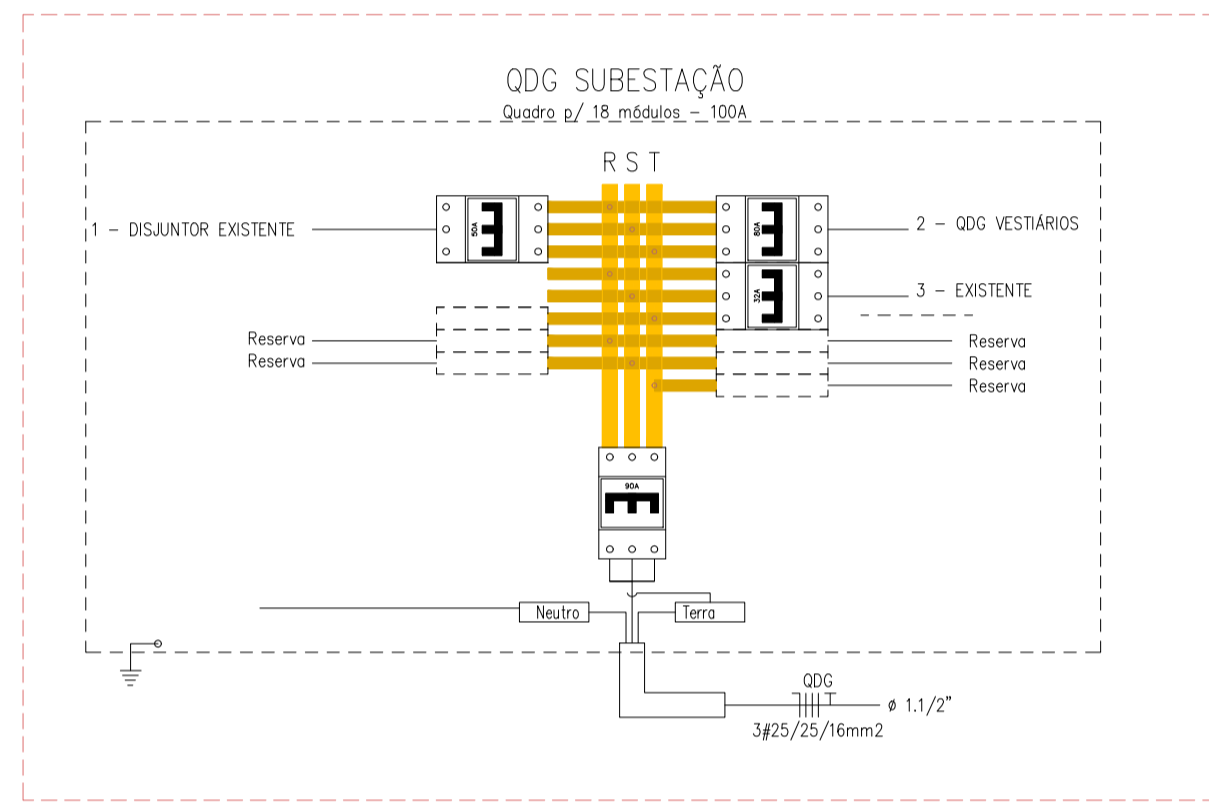 QDG SUBESTAÇÃO
Quadro p/ 18 módulos - 100A
R S T
50A
80A
1 - DISJUNTOR EXISTENTE
2 - QDG VESTIÁRIOS
32A
3 - EXISTENTE
Reserva
Reserva
Reserva
Reserva
Reserva
90A
Neutro
Terra
QDG
ø 1.1/2"
3#25/25/16mm2